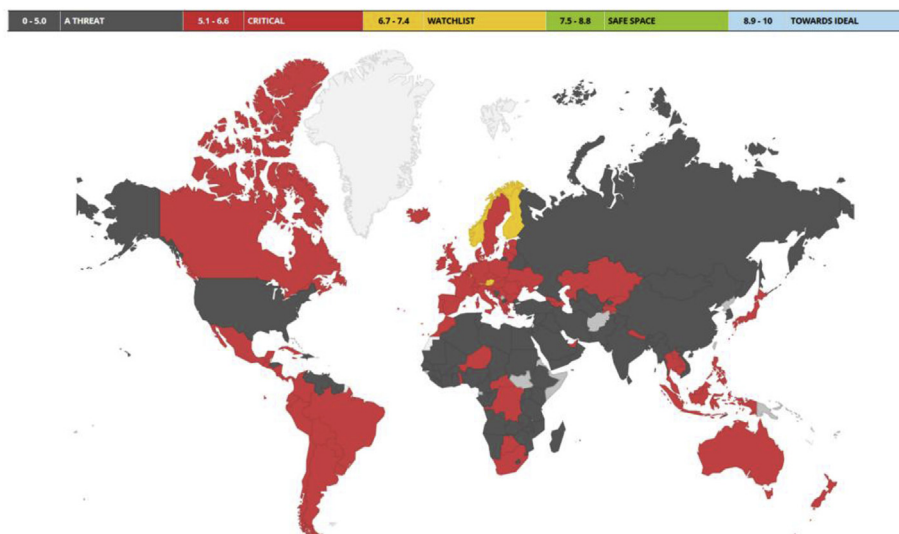 0 - 5.0 A THREAT 5.1 - 6.6 CRITICAL 6.7 - 7.4 WATCHLIST 7.5 - 8.8 SAFE SPACE 8.9 - 10 TOWARDS IDEAL